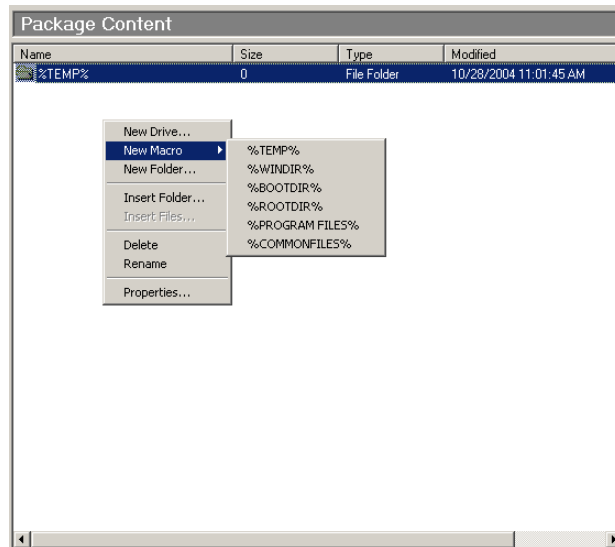 Package Content
Name Size Type Modified
%TEMP% 0 File Folder 10/28/2004 11:01:45 AM
New Drive...
New Macro
New Folder...
Insert Folder...
Insert Files...
Delete
Rename
Properties...
%TEMP%
%WINDIR%
%BOOTDIR%
%ROOTDIR%
%PROGRAM FILES%
%COMMONFILES%